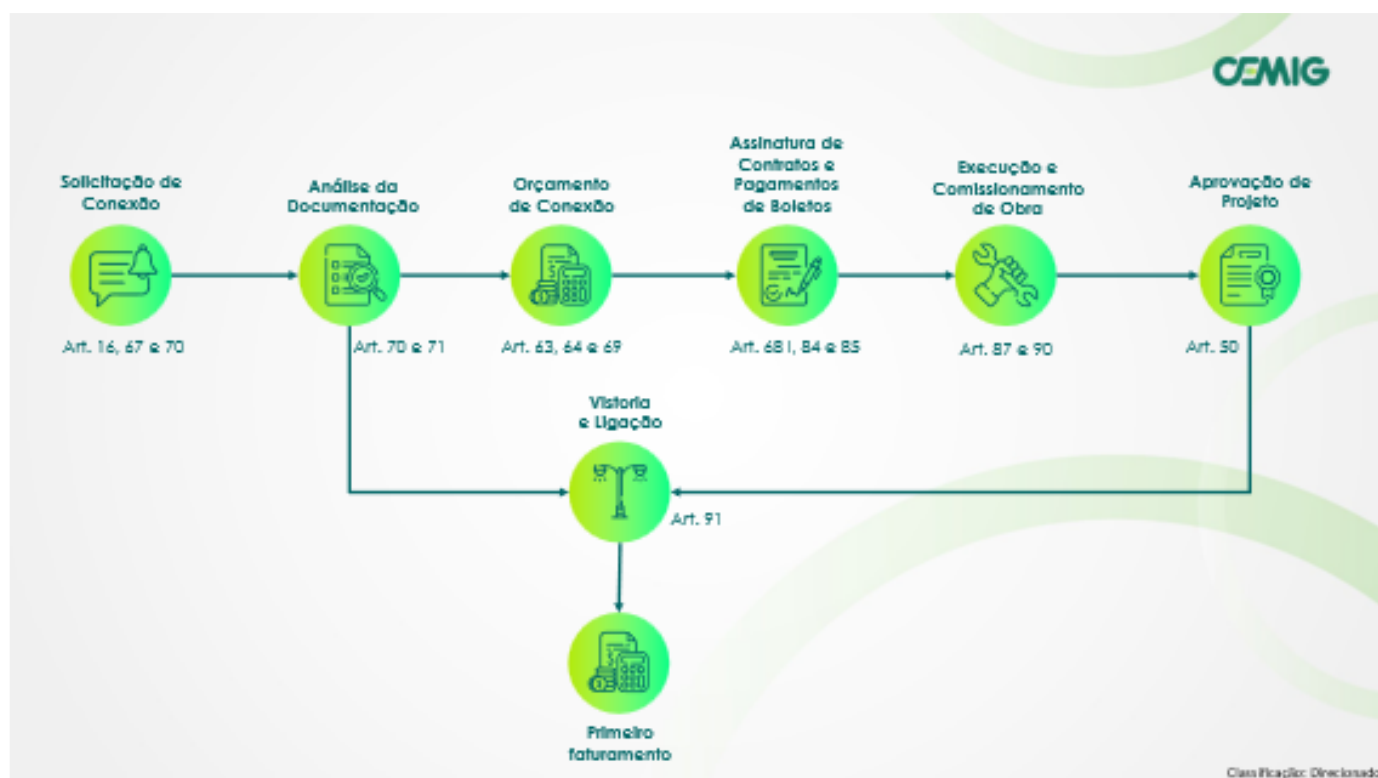 CEMIG
Solicitação de
Conexão
Art. 16, 67 e 70
Análise da
Documentação
Art. 70 e 71
Orçamento
de Conexão
Art. 63, 64 e 69
Assinatura de
Contratos e
Pagamentos
de Boletos
Art. 68 I, 84 e 85
Execução e
Comissionamento
de Obra
Art. 87 e 90
Aprovação de
Projeto
Art. 50
Vistoria
e Ligação
Art. 91
Primeiro
faturamento
Classificação: Direcionado